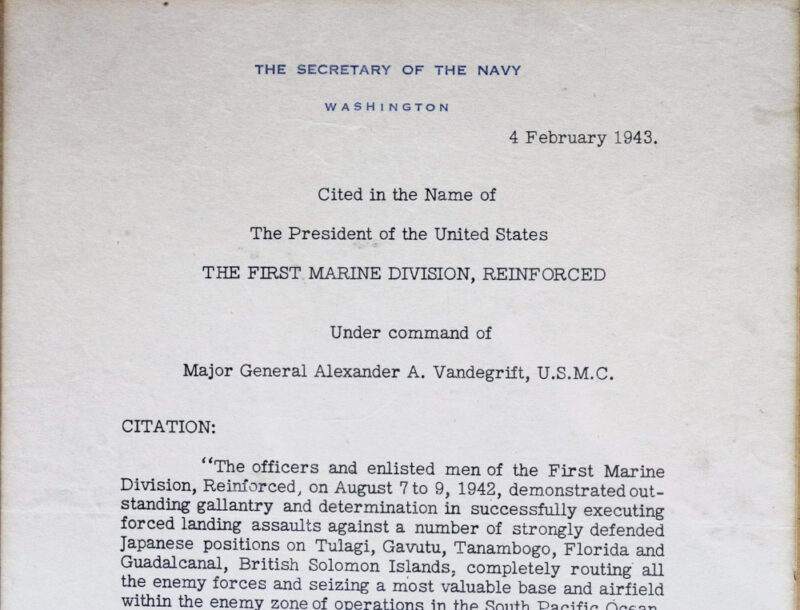 THE SECRETARY OF THE NAVY
WASHINGTON
4 February 1943.
Cited in the Name of
The President of the United States
THE FIRST MARINE DIVISION, REINFORCED
Under command of
Major General Alexander A. Vandegrift, U.S.M.C.
CITATION:
“The officers and enlisted men of the First Marine
Division, Reinforced, on August 7 to 9, 1942, demonstrated out-
standing gallantry and determination in successfully executing
forced landing assaults against a number of strongly defended
Japanese positions on Tulagi, Gavutu, Tanambogo, Florida and
Guadalcanal, British Solomon Islands, completely routing all
the enemy forces and seizing a most valuable base and airfield
within the enemy zone of operations in the South Pacific Ocean.